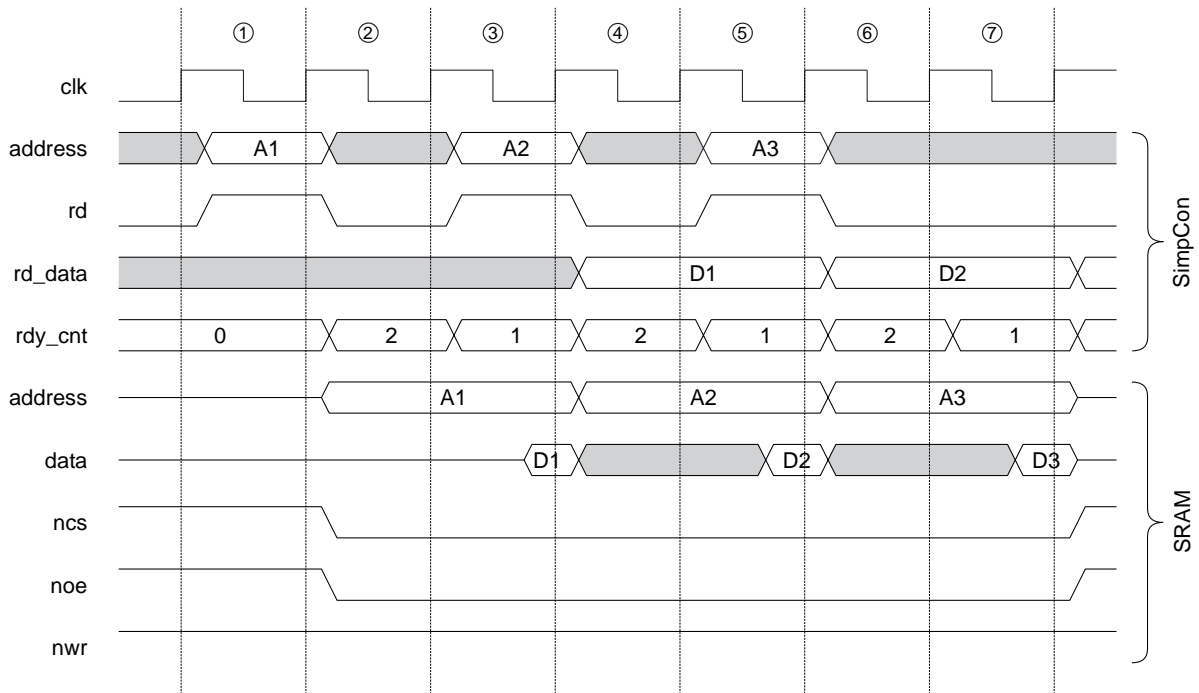 ① ② ③ ④ ⑤ ⑥ ⑦
clk
address A1 A2 A3
rd
rd_data D1 D2
rdy_cnt 0 2 1 2 1 2 1
SimpCon
address A1 A2 A3
data D1 D2 D3
ncs
noe
nwr
SRAM